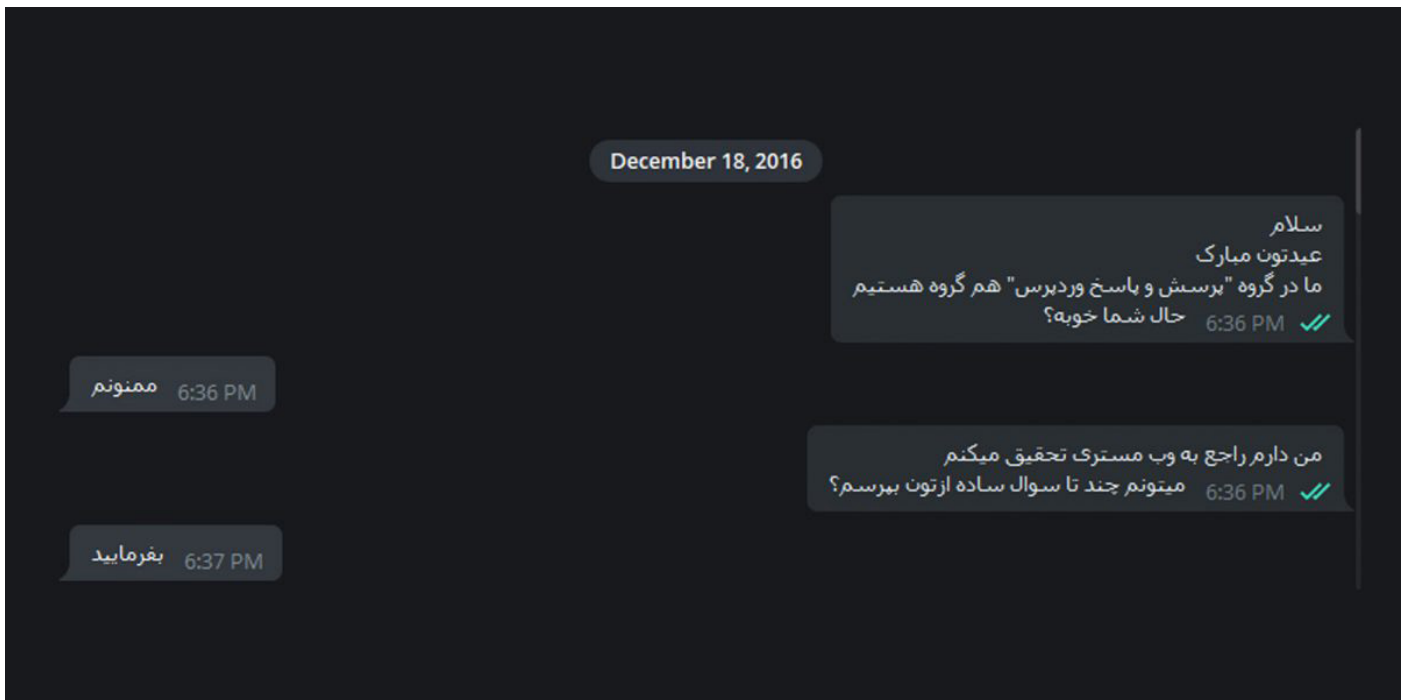 December 18, 2016
سلام
عیدتون مبارک
ما در گروه "پرسش و پاسخ وردپرس" هم گروه هستیم
حال شما خوبه؟ 6:36 PM
ممنونم 6:36 PM
من دارم راجع به وب مستری تحقیق میکنم
میتونم چند تا سوال ساده ازتون بپرسم؟ 6:36 PM
بفرمایید 6:37 PM